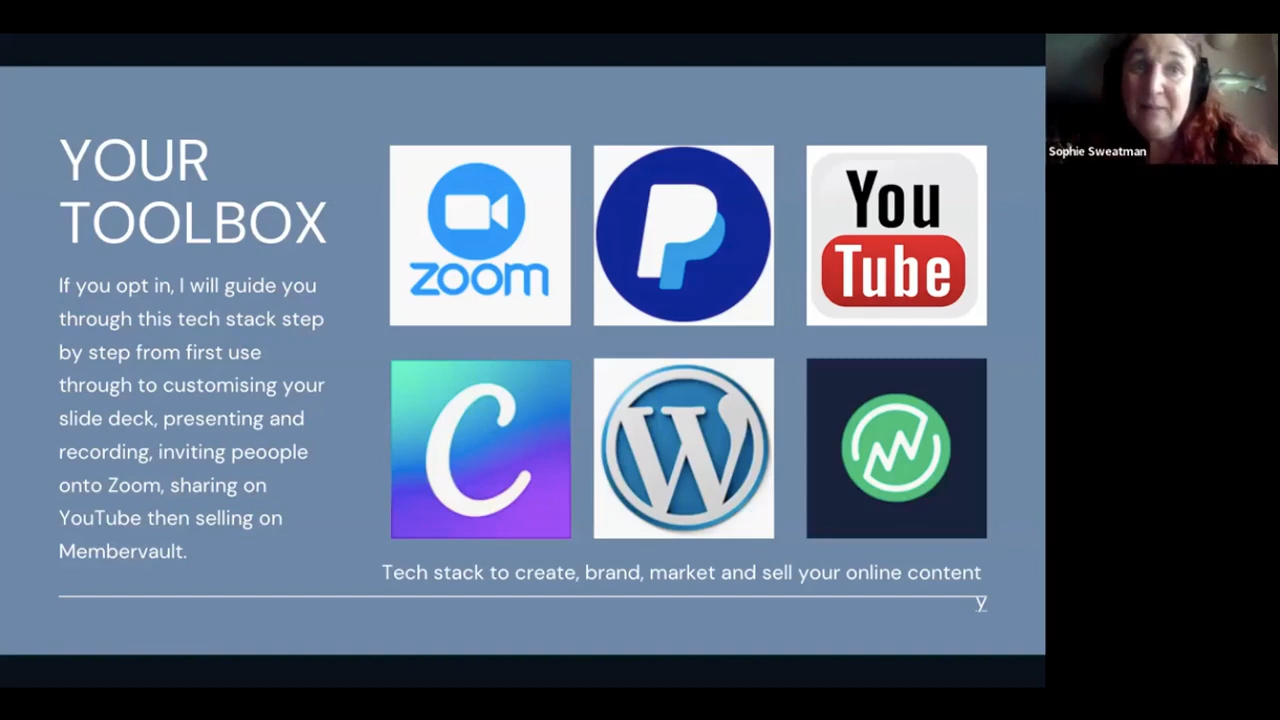 YOUR
TOOLBOX
If you opt in, I will guide you
through this tech stack step
by step from first use
through to customising your
slide deck, presenting and
recording, inviting peoople
onto Zoom, sharing on
YouTube then selling on
Membervault.
zoom
P
You
Tube
C
W
Tech stack to create, brand, market and sell your online content
y
Sophie Sweatman